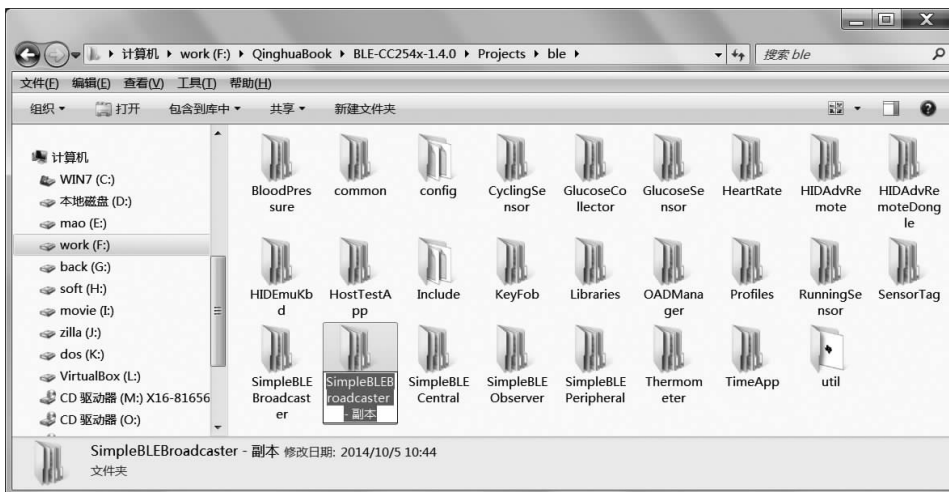 计算机 ▸ work (F:) ▸ QinghuaBook ▸ BLE-CC254x-1.4.0 ▸ Projects ▸ ble ▸
搜索 ble
文件(F) 编辑(E) 查看(V) 工具(T) 帮助(H)
组织 打开 包含到库中 共享 新建文件夹
计算机
WIN7 (C:)
本地磁盘 (D:)
mao (E:)
work (F:)
back (G:)
soft (H:)
movie (I:)
zilla (J:)
dos (K:)
VirtualBox (L:)
CD 驱动器 (M:) X16-81656
CD 驱动器 (O:)
BloodPres
sure
common
config
CyclingSe
nsor
GlucoseCo
llector
GlucoseSe
nsor
HeartRate
HIDAdvRe
mote
HIDAdvRe
moteDong
le
HIDEmuKb
d
HostTestA
pp
Include
KeyFob
Libraries
OADMana
ger
Profiles
RunningSe
nsor
SensorTag
SimpleBLE
Broadcast
er
SimpleBLEB
roadcaster
- 副本
SimpleBLE
Central
SimpleBLE
Observer
SimpleBLE
Peripheral
Thermom
eter
TimeApp
util
SimpleBLEBroadcaster - 副本 修改日期: 2014/10/5 10:44
文件夹